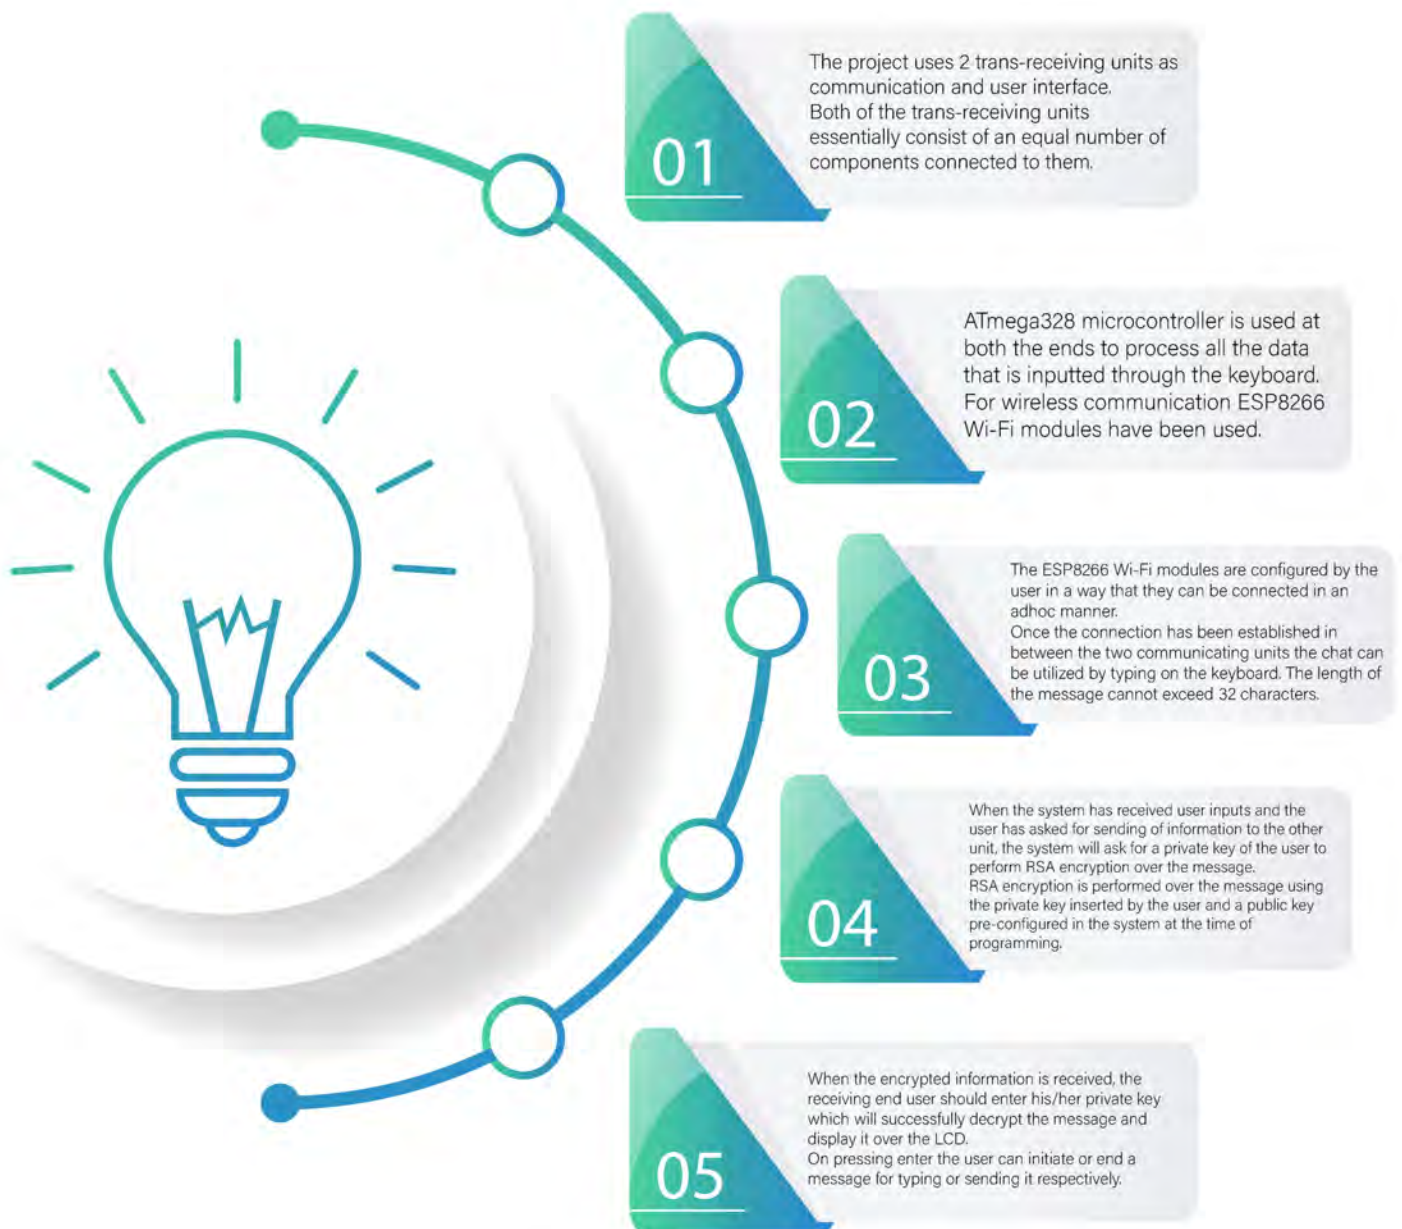 01
The project uses 2 trans-receiving units as
communication and user interface.
Both of the trans-receiving units
essentially consist of an equal number of
components connected to them.
02
ATmega328 microcontroller is used at
both the ends to process all the data
that is inputted through the keyboard.
For wireless communication ESP8266
Wi-Fi modules have been used.
03
The ESP8266 Wi-Fi modules are configured by the
user in a way that they can be connected in an
adhoc manner.
Once the connection has been established in
between the two communicating units the chat can
be utilized by typing on the keyboard. The length of
the message cannot exceed 32 characters.
04
When the system has received user inputs and the
user has asked for sending of information to the other
unit, the system will ask for a private key of the user to
perform RSA encryption over the message.
RSA encryption is performed over the message using
the private key inserted by the user and a public key
pre-configured in the system at the time of
programming.
05
When the encrypted information is received, the
receiving end user should enter his/her private key
which will successfully decrypt the message and
display it over the LCD.
On pressing enter the user can initiate or end a
message for typing or sending it respectively.